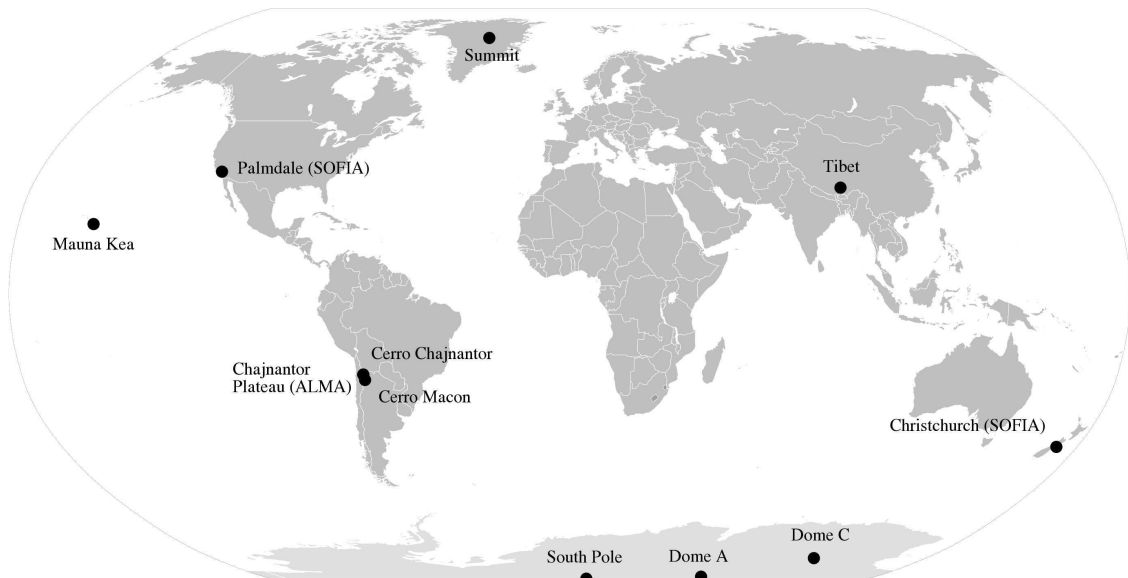 Summit
Palmdale (SOFIA)
Tibet
Mauna Kea
Cerro Chajnantor
Chajnantor
Plateau (ALMA)
Cerro Macon
Christchurch (SOFIA)
Dome C
South Pole
Dome A